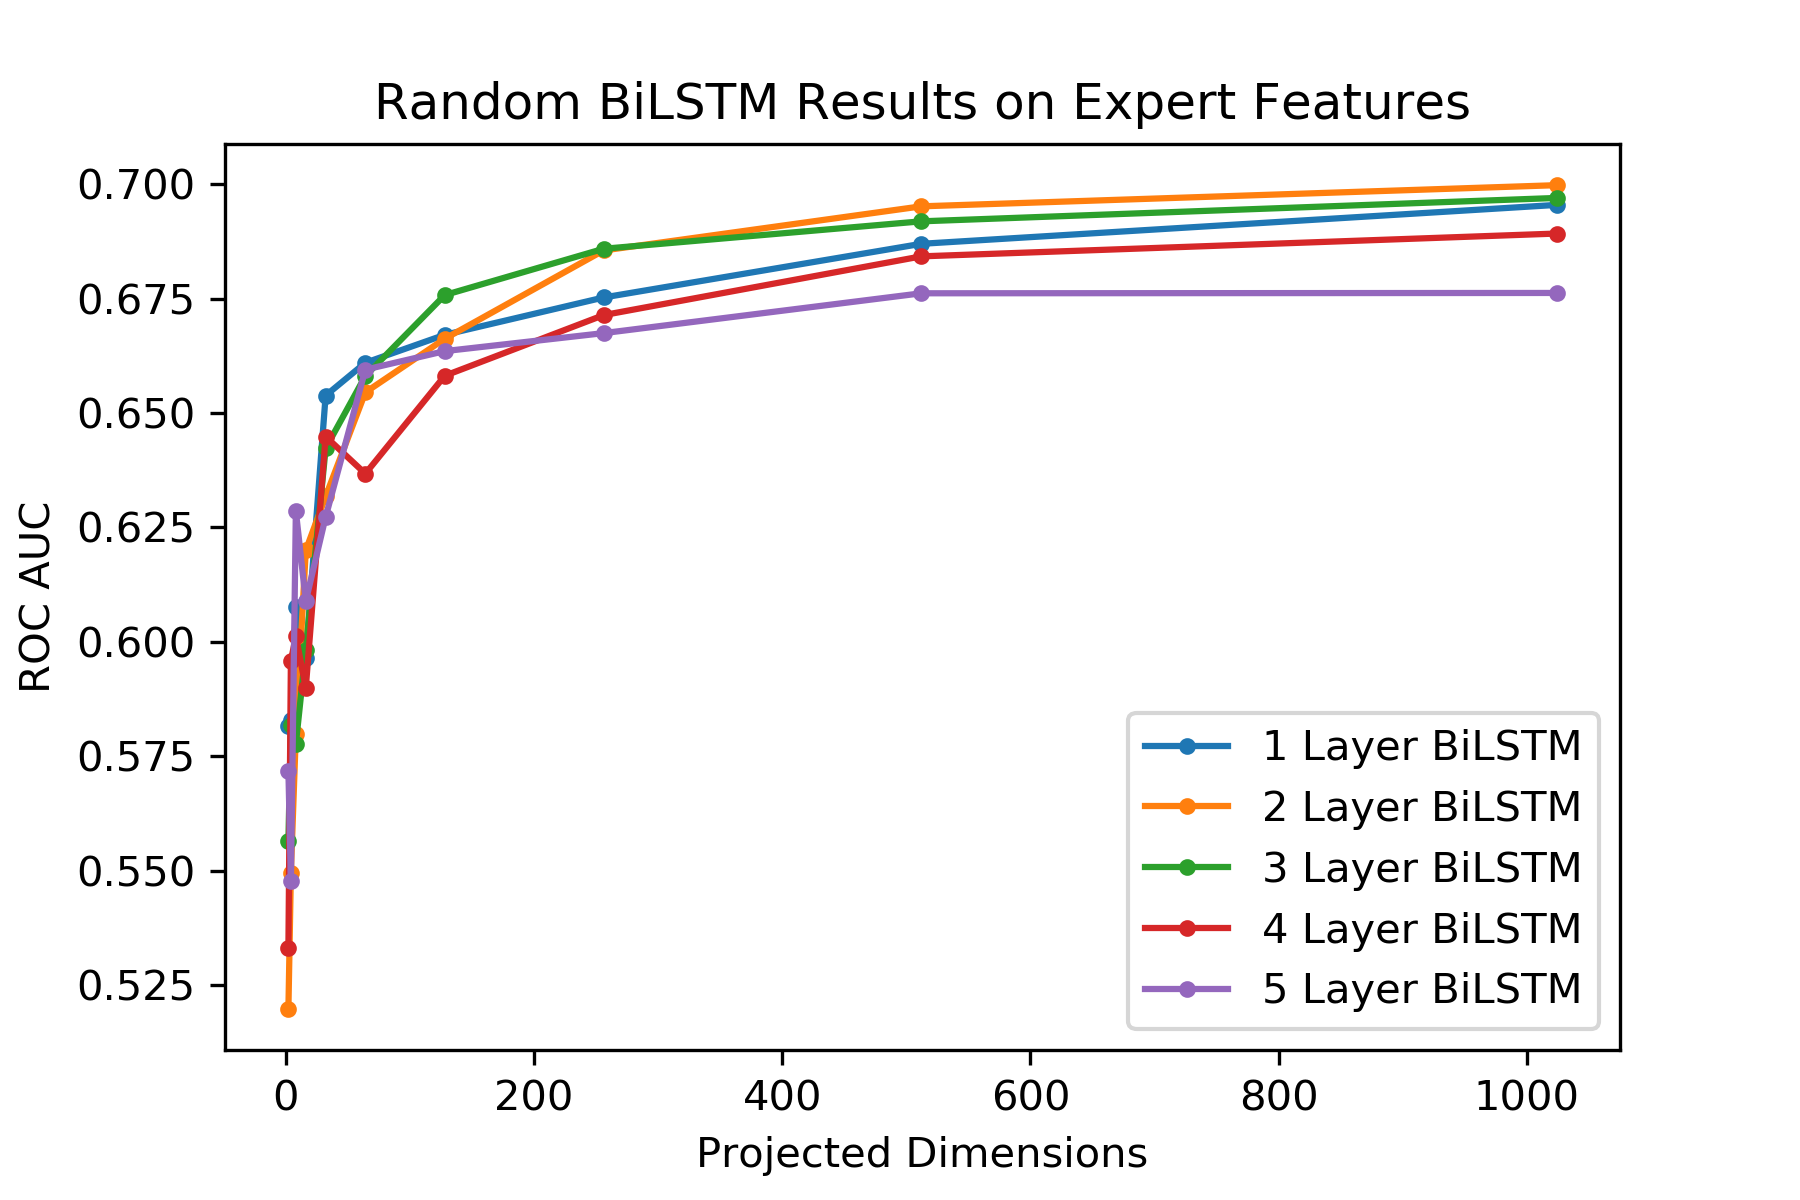 Random BiLSTM Results on Expert Features
0.700
0.675
0.650
0.625
0.600
0.575
0.550
0.525
ROC AUC
1 Layer BiLSTM
2 Layer BiLSTM
3 Layer BiLSTM
4 Layer BiLSTM
5 Layer BiLSTM
0 200 400 600 800 1000
Projected Dimensions